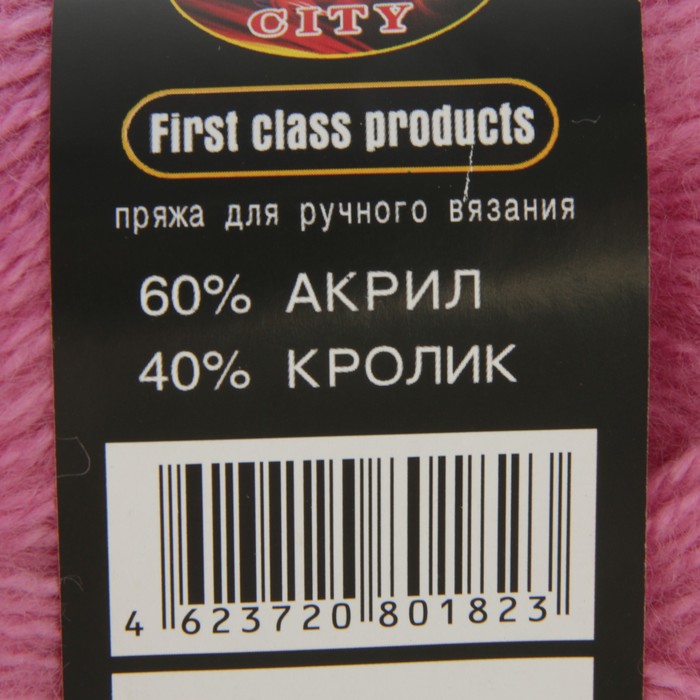 CITY
First class products
пряжа для ручного вязания
60% АКРИЛ
40% КРОЛИК
4 623720 801823